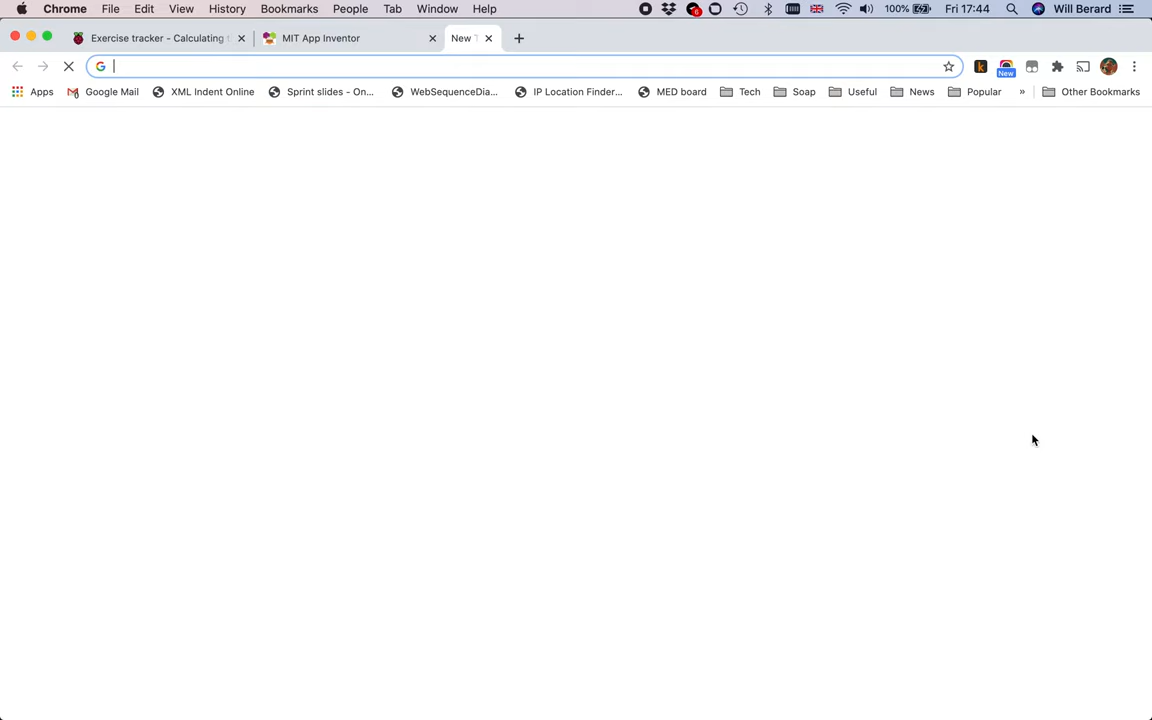 Chrome File Edit View History Bookmarks People Tab Window Help 6 100% Fri 17:44 Will Berard
Exercise tracker - Calculating MIT App Inventor New
New
Apps Google Mail XML Indent Online Sprint slides - On... WebSequenceDia... IP Location Finder... MED board Tech Soap Useful News Popular » Other Bookmarks